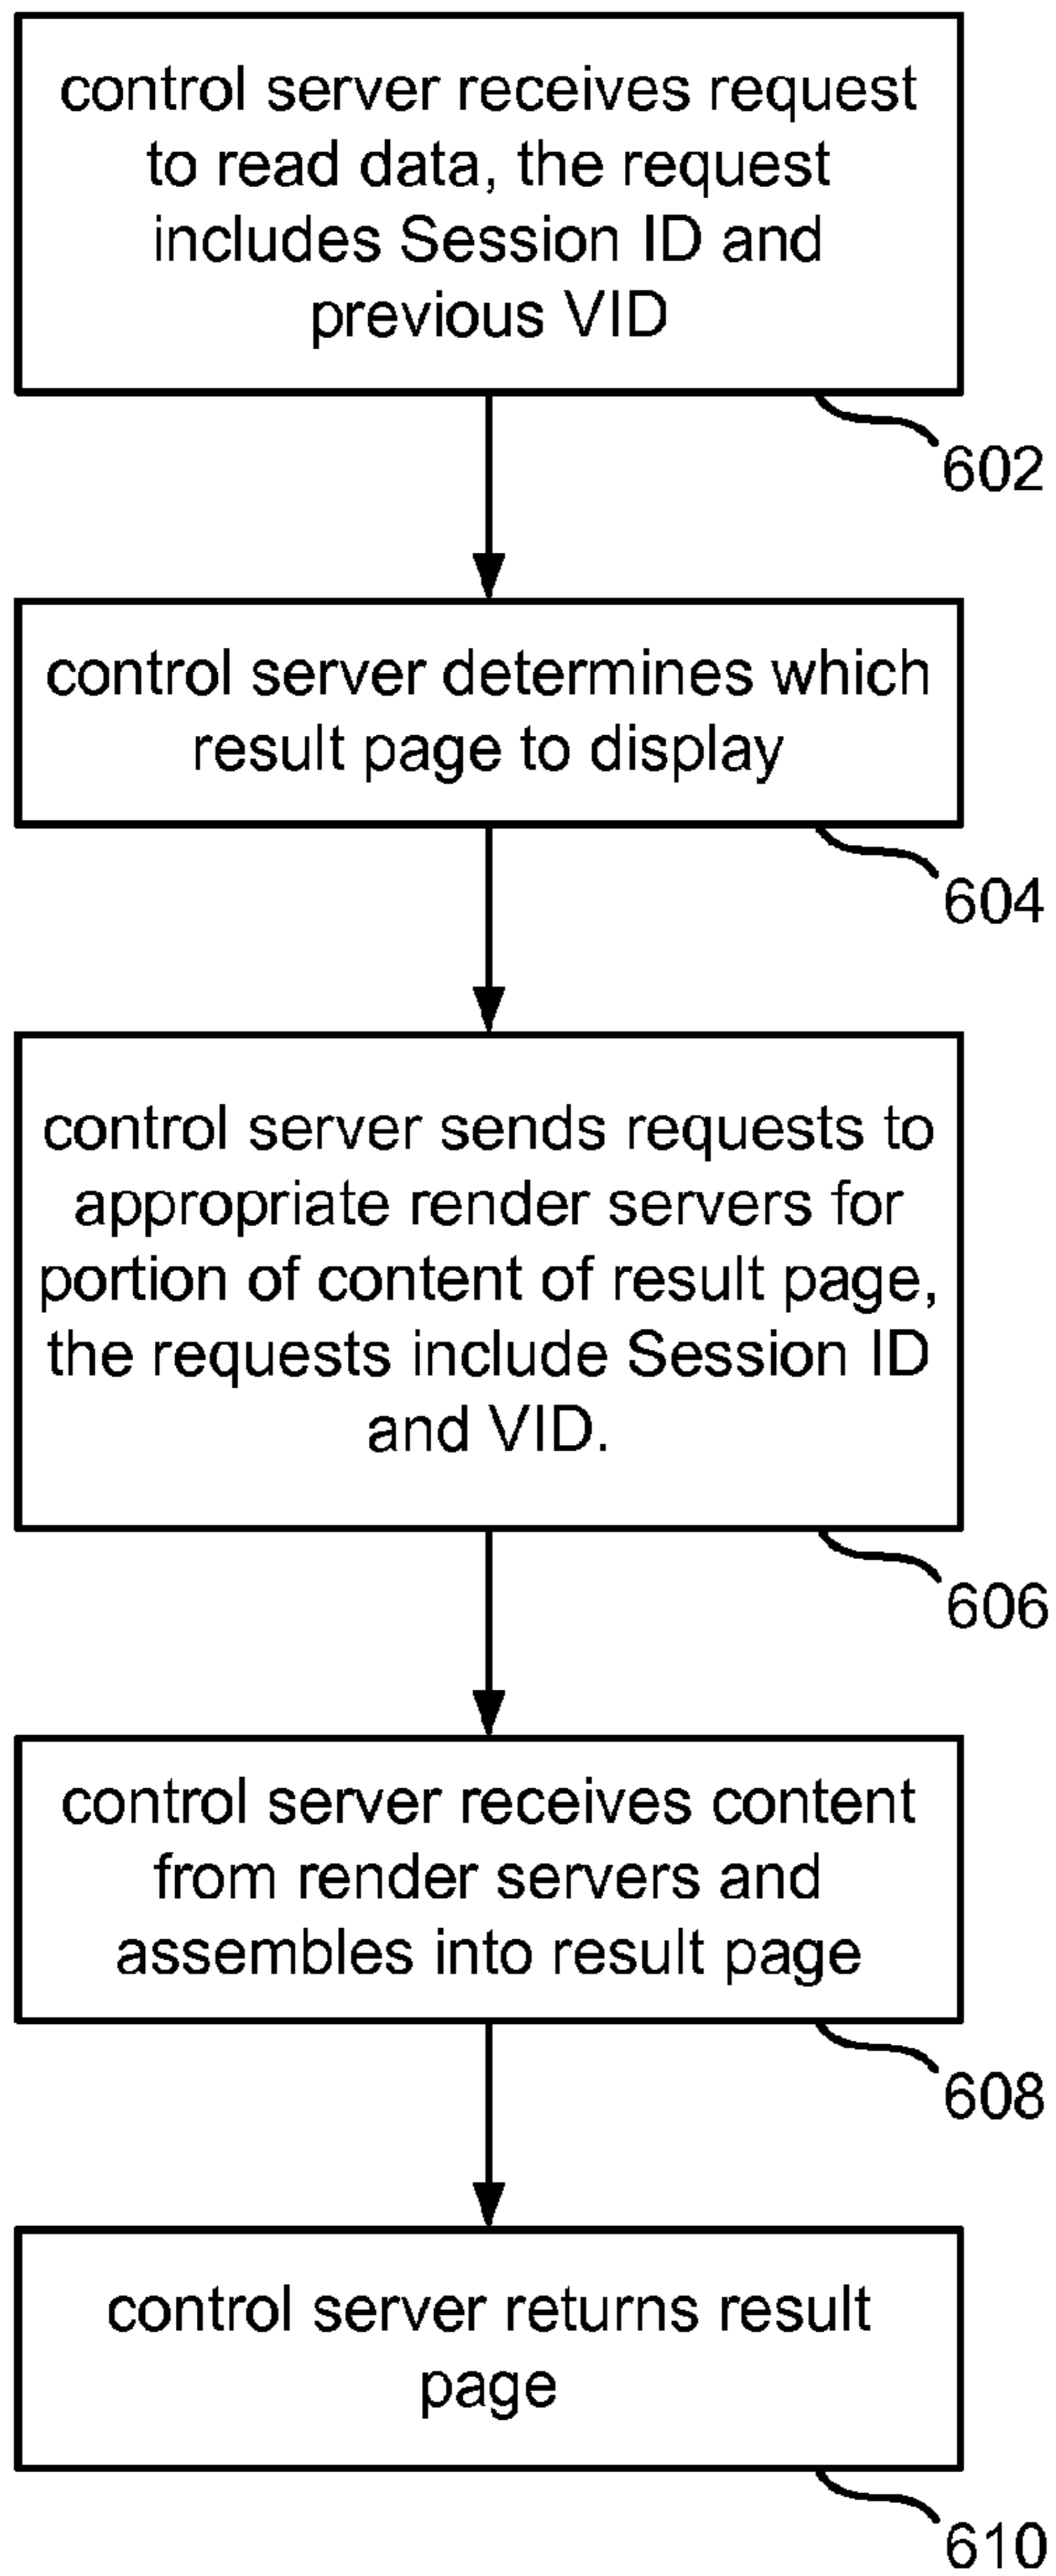 control server receives request
to read data, the request
includes Session ID and
previous VID
602
control server determines which
result page to display
604
control server sends requests to
appropriate render servers for
portion of content of result page,
the requests include Session ID
and VID.
606
control server receives content
from render servers and
assembles into result page
608
control server returns result
page
610